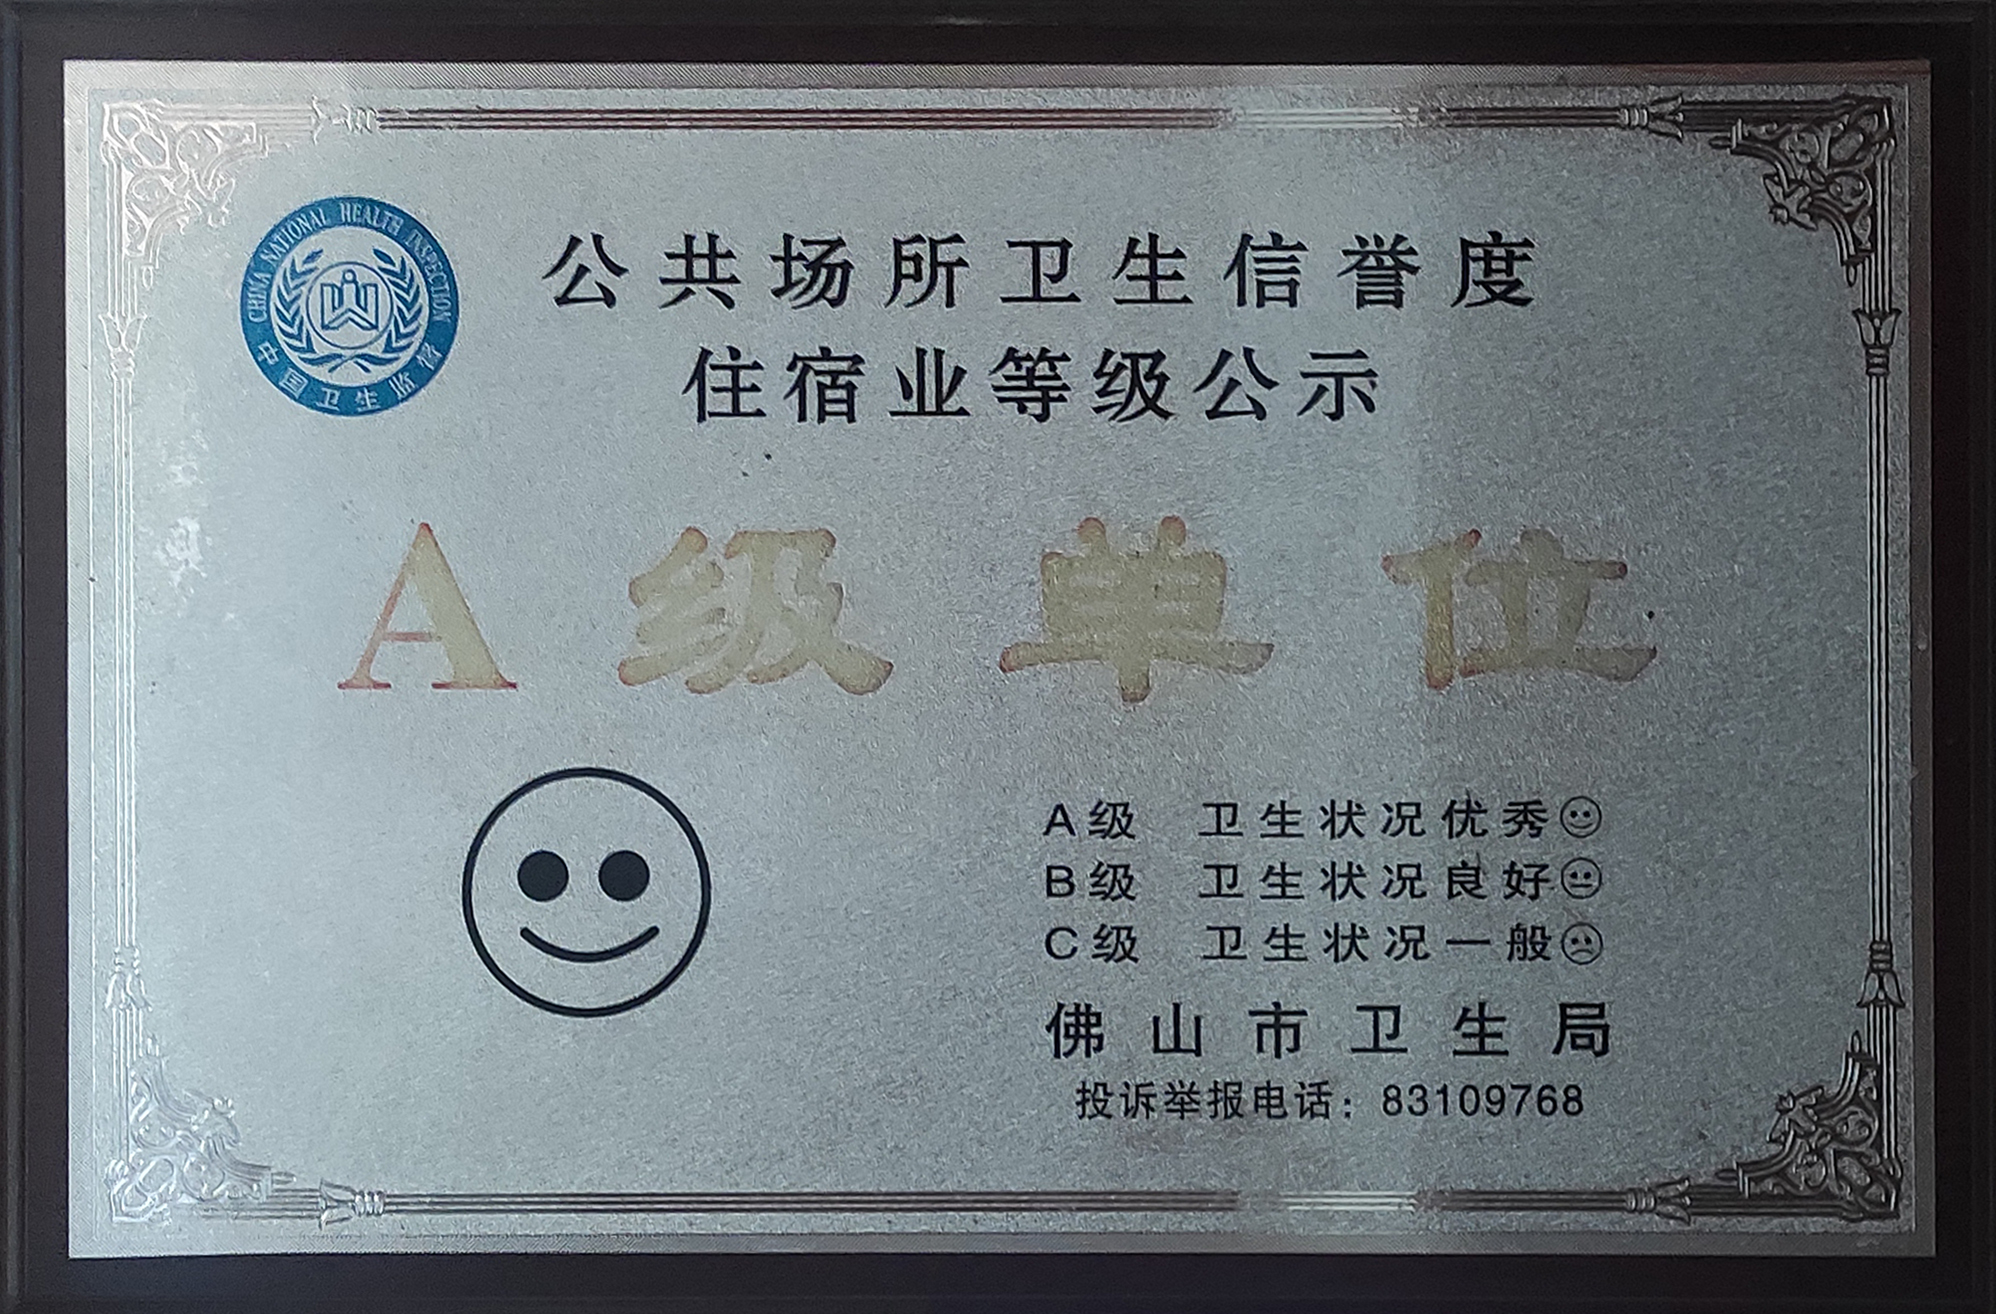 CHINA NATIONAL HEALTH INSPECTION
中国卫生监督
公共场所卫生信誉度
住宿业等级公示
A级单位
A级 卫生状况优秀
B级 卫生状况良好
C级 卫生状况一般
佛山市卫生局
投诉举报电话：83109768